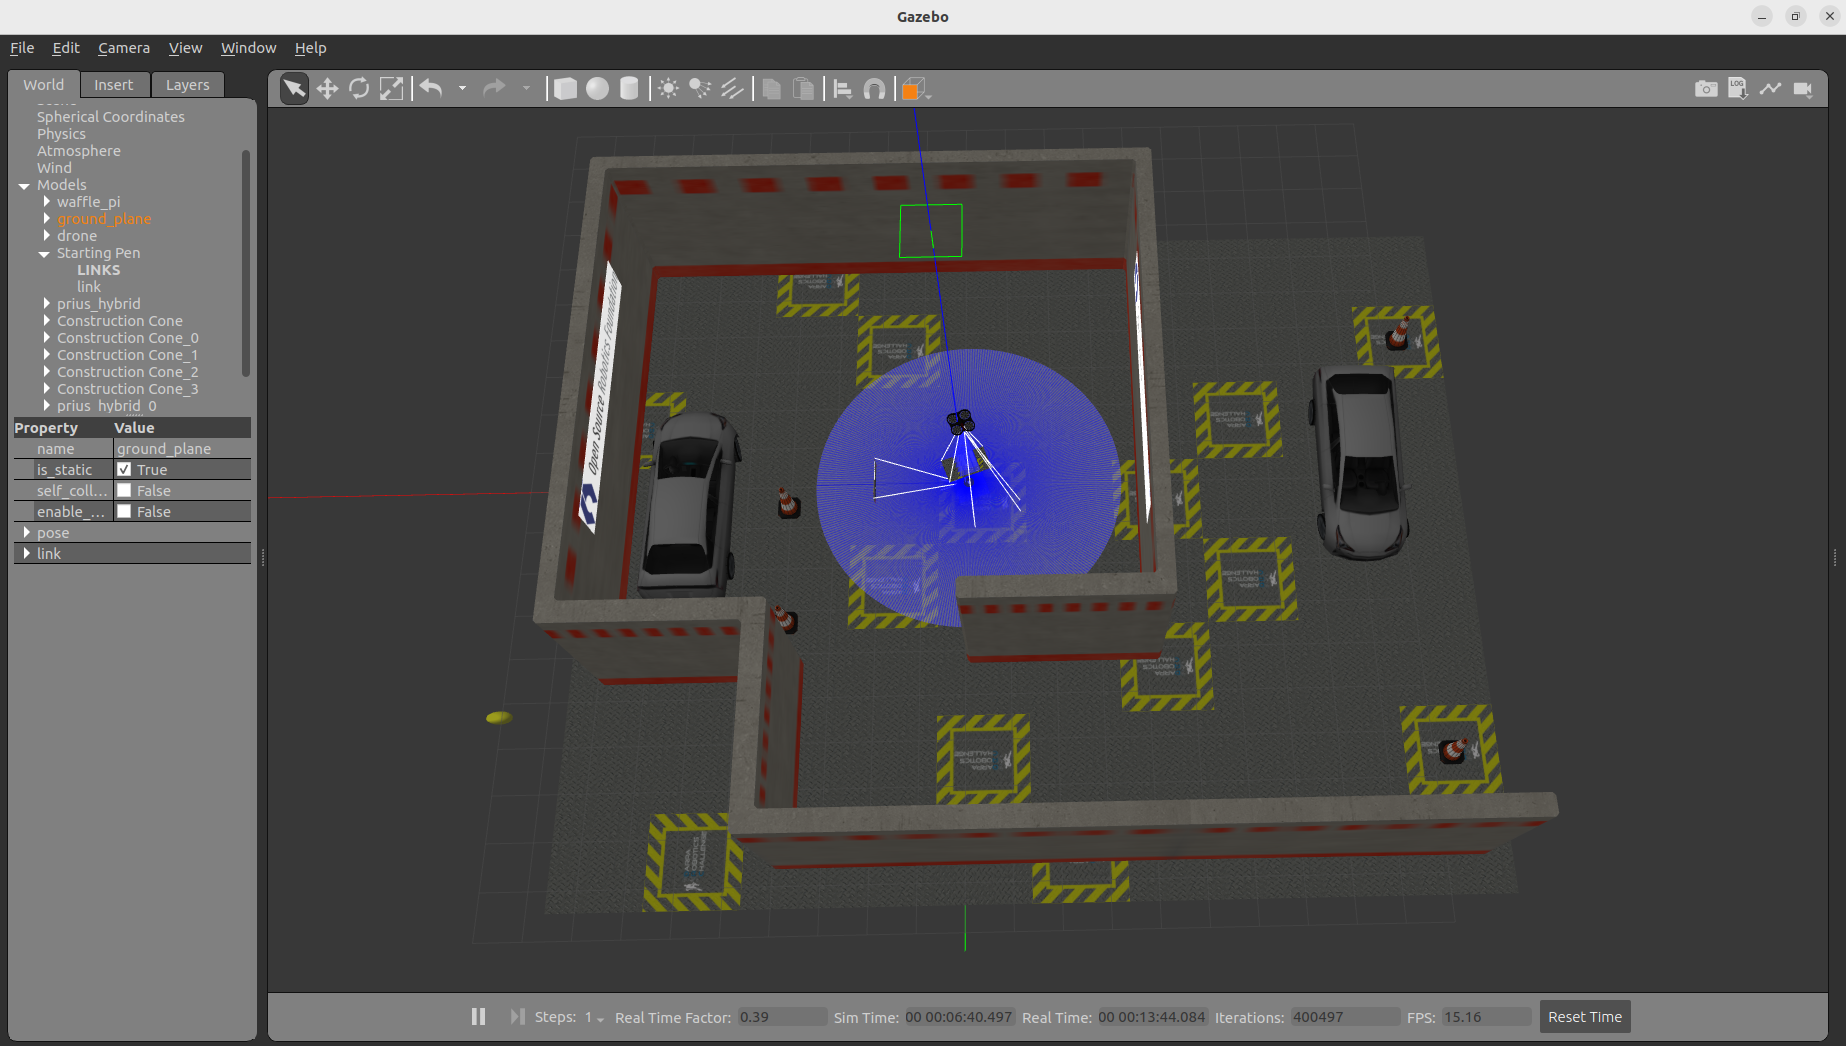 Gazebo
File Edit Camera View Window Help
World Insert Layers
Spherical Coordinates
Physics
Atmosphere
Wind
Models
waffle_pi
ground_plane
drone
Starting Pen
LINKS
link
prius_hybrid
Construction Cone
Construction Cone_0
Construction Cone_1
Construction Cone_2
Construction Cone_3
prius_hybrid_0
Property Value
name ground_plane
is_static True
self_coll... False
enable_... False
pose
link
LOG
Open Source Robotics Foundation
Steps: 1 Real Time Factor: 0.39 Sim Time: 00 00:06:40.497 Real Time: 00 00:13:44.084 Iterations: 400497 FPS: 15.16 Reset Time